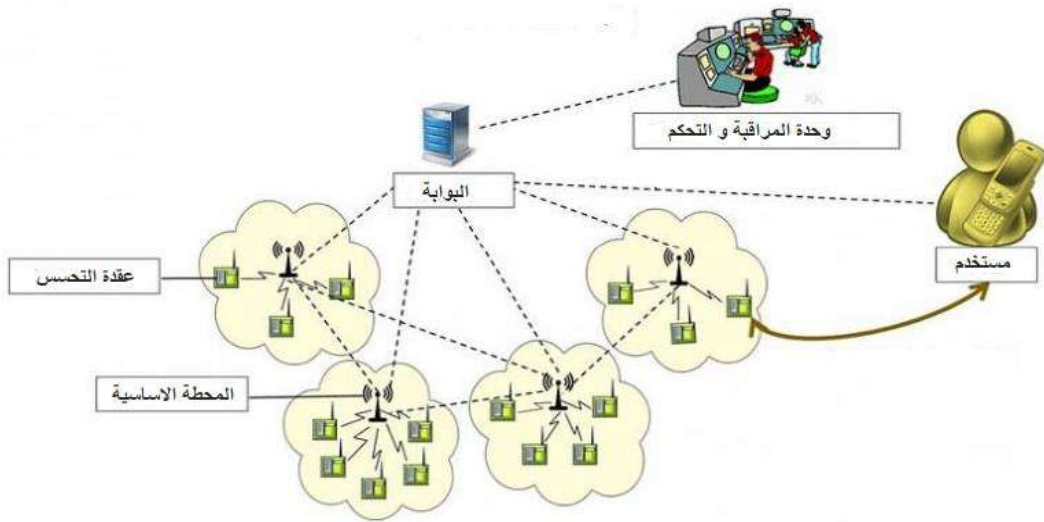 وحدة المراقبة و التحكم
البوابة
مستخدم
عقدة التحسس
المحطة الاساسية